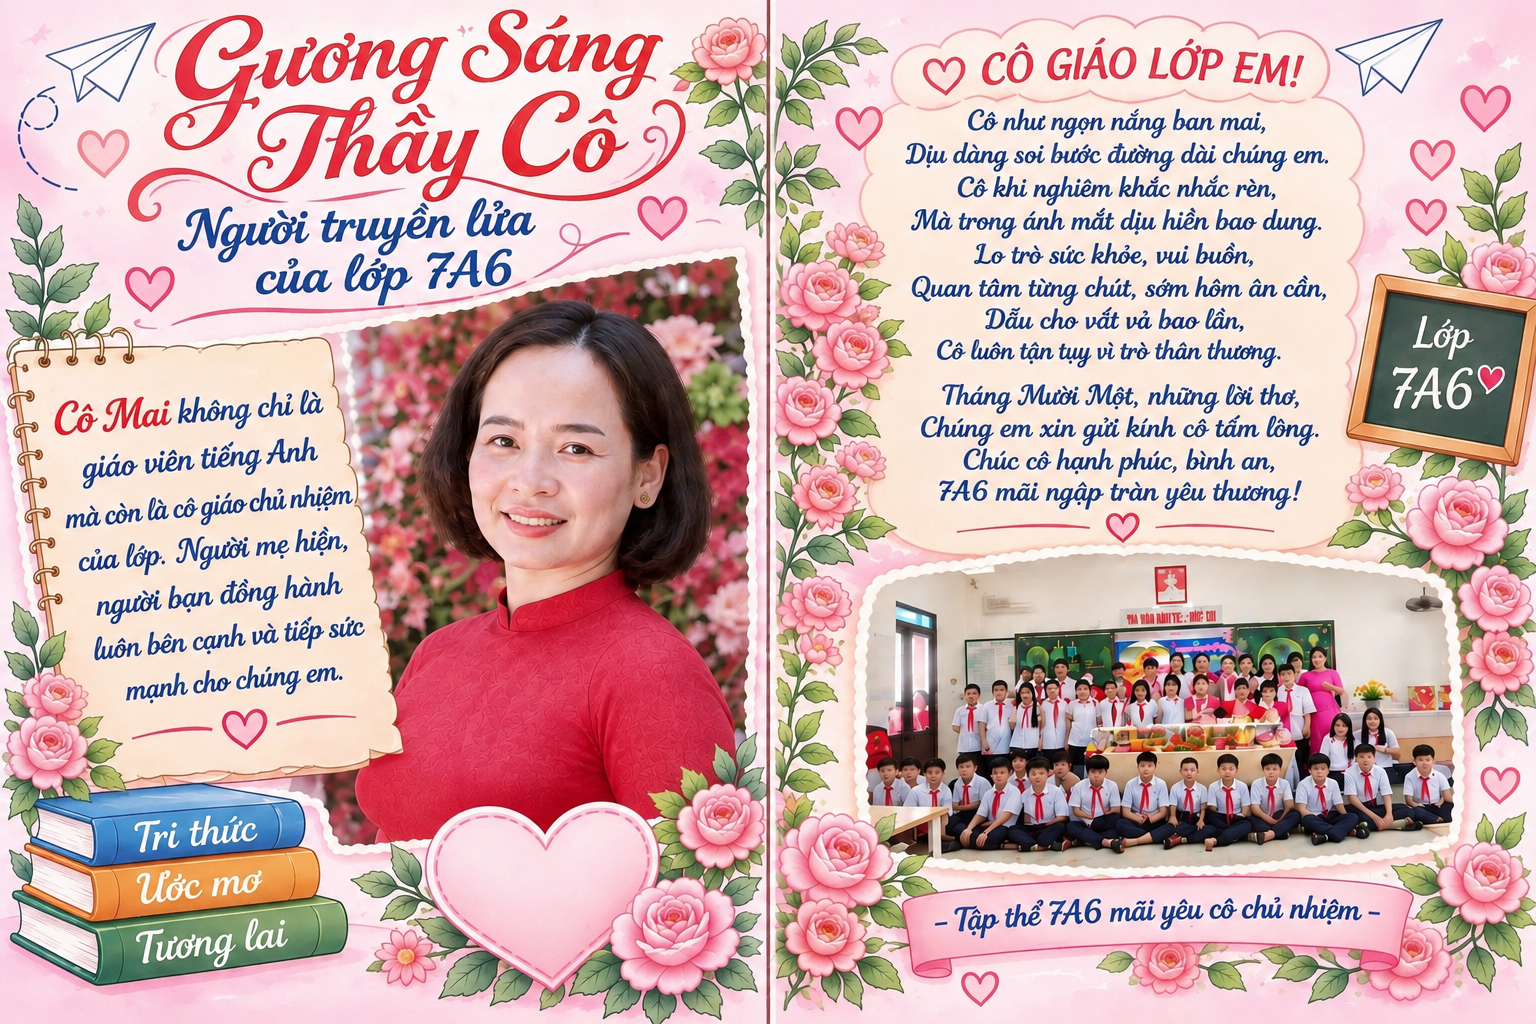 Gương Sáng
Thầy Cô
Người truyền lửa
của lớp 7A6
Cô Mai không chỉ là
giáo viên tiếng Anh
mà còn là cô giáo chủ nhiệm
của lớp. Người mẹ hiền,
người bạn đồng hành
luôn bên cạnh và tiếp sức
mạnh cho chúng em.
Tri thức
Ước mơ
Tương lai
CÔ GIÁO LỚP EM!
Cô như ngọn nắng ban mai,
Dịu dàng soi bước đường dài chúng em.
Cô khi nghiêm khắc nhắc rèn,
Mà trong ánh mắt dịu hiền bao dung.
Lo trò sức khỏe, vui buồn,
Quan tâm từng chút, sớm hôm ân cần,
Dẫu cho vất vả bao lần,
Cô luôn tận tụy vì trò thân thương.
Tháng Mười Một, những lời thơ,
Chúng em xin gửi kính cô tấm lòng.
Chúc cô hạnh phúc, bình an,
7A6 mãi ngập tràn yêu thương!
Lớp
7A6
– Tập thể 7A6 mãi yêu cô chủ nhiệm –